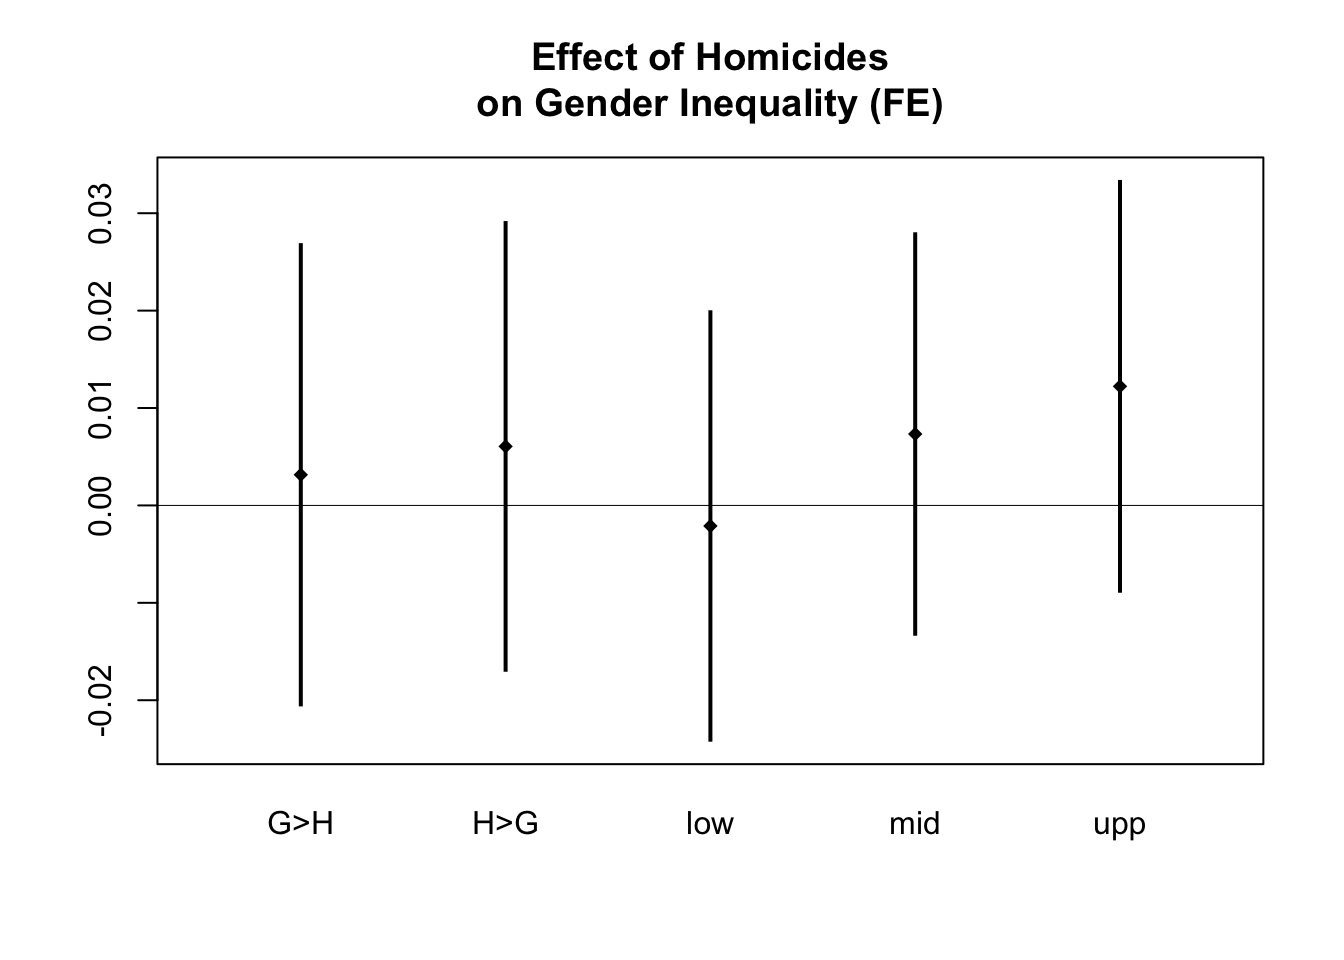 Effect of Homicides
on Gender Inequality (FE)
0.03
0.02
0.01
0.00
-0.02
G>H H>G low mid upp